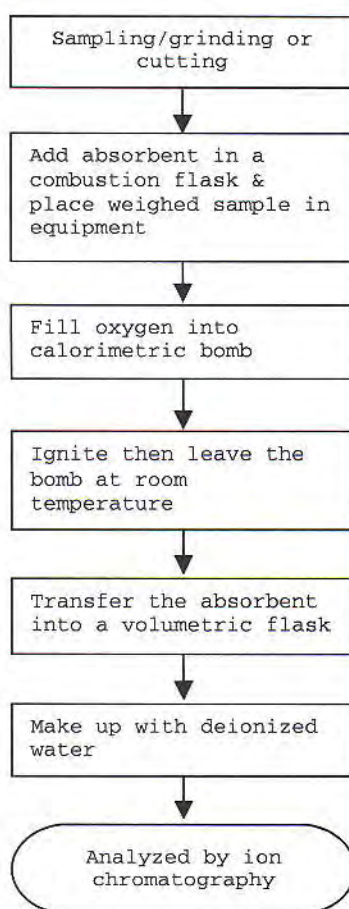 Sampling/grinding or
cutting
Add absorbent in a
combustion flask &
place weighed sample in
equipment
Fill oxygen into
calorimetric bomb
Ignite then leave the
bomb at room
temperature
Transfer the absorbent
into a volumetric flask
Make up with deionized
water
Analyzed by ion
chromatography